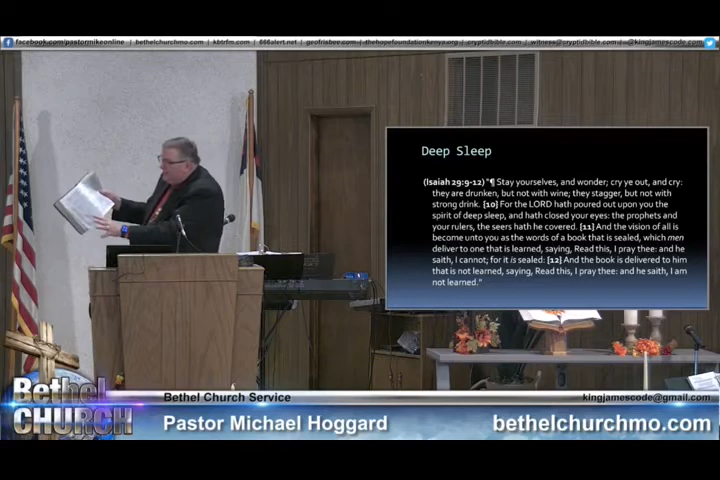 facebook.com/pastormikeonline | bethelchurchmo.com | kbtrfm.com | 666alert.net | geofrisbee.com | thehopefoundationkenya.org | cryptidbible.com | witness@cryptidbible.com | @kingjamescode.com
Deep Sleep
(Isaiah 29:9-12) "¶ Stay yourselves, and wonder; cry ye out, and cry:
they are drunken, but not with wine; they stagger, but not with
strong drink. [10] For the LORD hath poured out upon you the
spirit of deep sleep, and hath closed your eyes: the prophets and
your rulers, the seers hath he covered. [11] And the vision of all is
become unto you as the words of a book that is sealed, which men
deliver to one that is learned, saying, Read this, I pray thee: and he
saith, I cannot; for it is sealed: [12] And the book is delivered to him
that is not learned, saying, Read this, I pray thee: and he saith, I am
not learned."
Bethel CHURCH
Bethel Church Service
kingjamescode@gmail.com
Pastor Michael Hoggard
bethelchurchmo.com